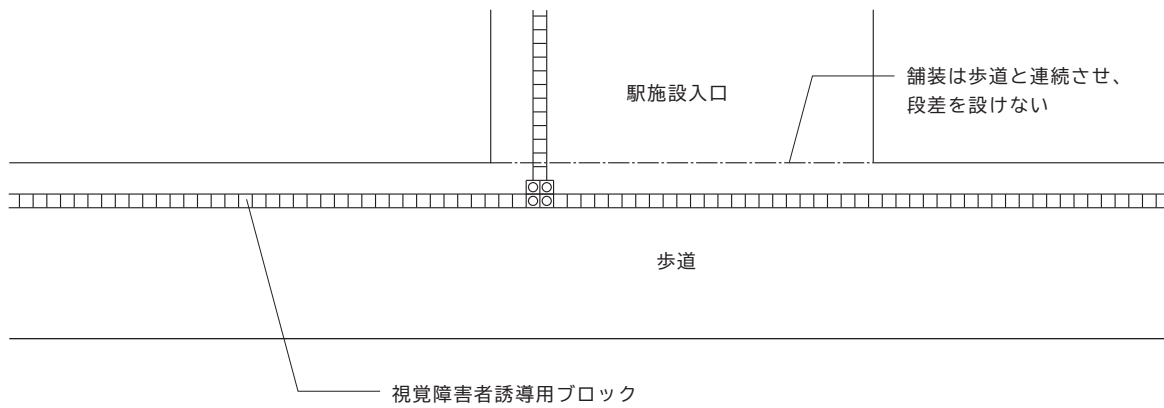 駅施設入口
舗装は歩道と連続させ、
段差を設けない
歩道
視覚障害者誘導用ブロック